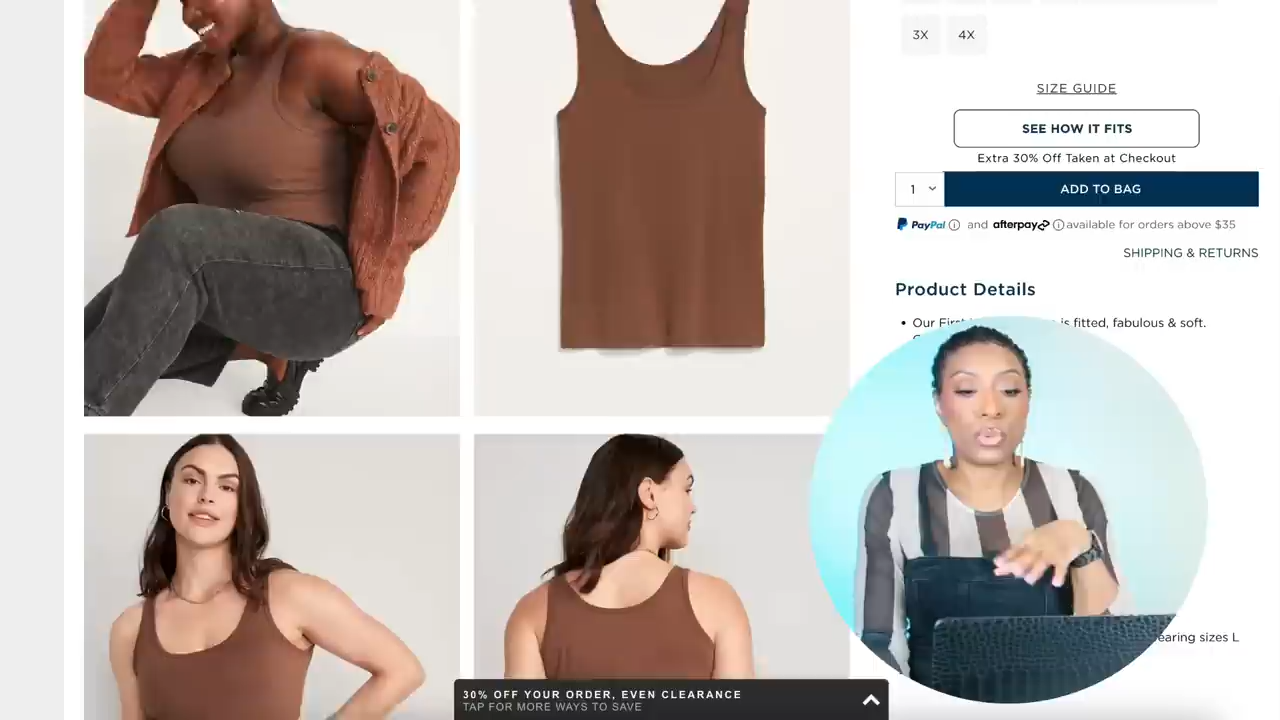 3X 4X
SIZE GUIDE
SEE HOW IT FITS
Extra 30% Off Taken at Checkout
1 ADD TO BAG
PayPal and afterpay available for orders above $35
SHIPPING & RETURNS
Product Details
• Our First is fitted, fabulous & soft.
earing sizes L
30% OFF YOUR ORDER, EVEN CLEARANCE
TAP FOR MORE WAYS TO SAVE